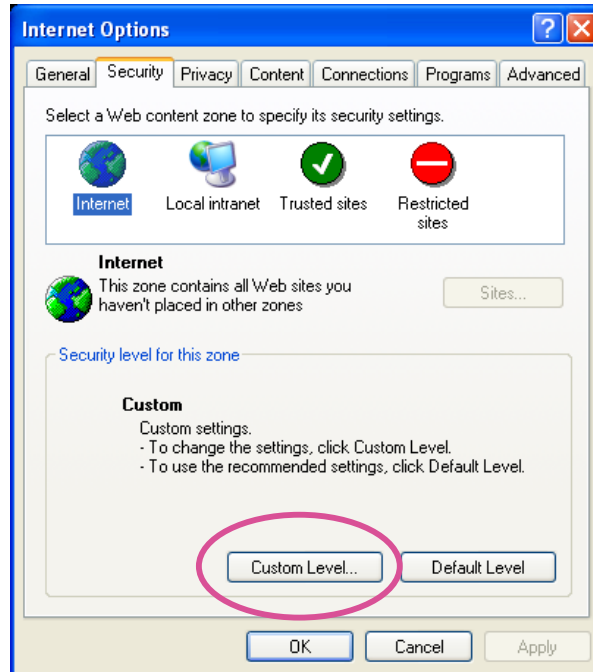 Internet Options
General Security Privacy Content Connections Programs Advanced
Select a Web content zone to specify its security settings.
Internet Local intranet Trusted sites Restricted
sites
Internet
This zone contains all Web sites you
haven't placed in other zones
Sites...
Security level for this zone
Custom
Custom settings.
- To change the settings, click Custom Level.
- To use the recommended settings, click Default Level.
Custom Level... Default Level
OK Cancel Apply